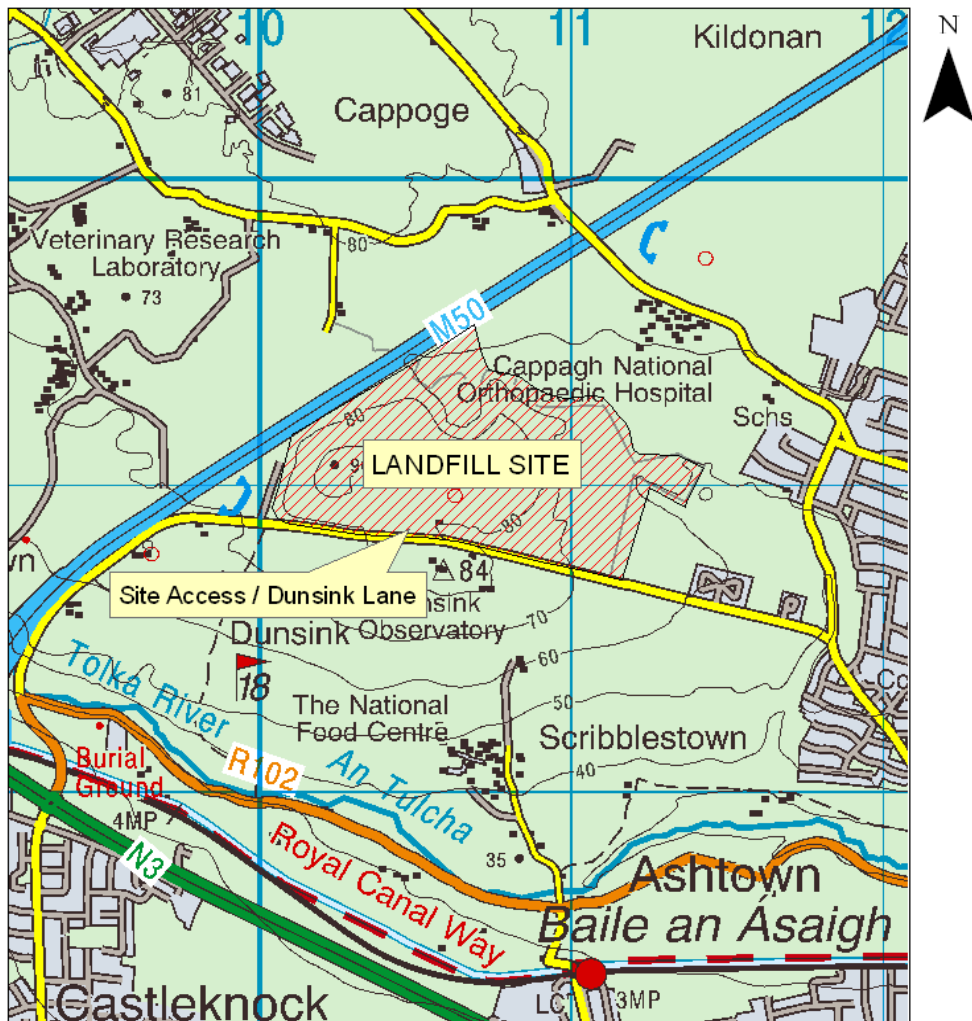 10
11
12
N
Kildonan
81
Cappoge
Veterinary Research
Laboratory
80
73
M50
Cappagh National
Orthopaedic Hospital
Schs
80
LANDFILL SITE
80
Site Access / Dunsink Lane
84
Observatory
Dunsink
70
60
50
40
Tolka River
18
The National
Food Centre
Scribblestown
Burial
Ground
R102
An Tulcha
4MP
N3
Royal Canal Way
35
Ashtown
Baile an Ásaigh
Castleknock
LC
3MP